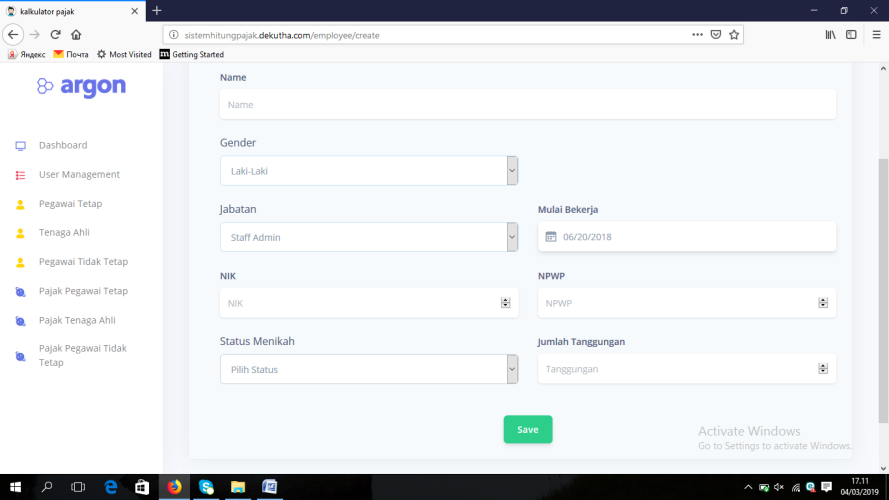 kalkulator pajak
sistemhitungpajak.dekutha.com/employee/create
Яндекс Почта Most Visited Getting Started
argon
Dashboard
User Management
Pegawai Tetap
Tenaga Ahli
Pegawai Tidak Tetap
Pajak Pegawai Tetap
Pajak Tenaga Ahli
Pajak Pegawai Tidak
Tetap
Name
Name
Gender
Laki-Laki
Jabatan Mulai Bekerja
Staff Admin 06/20/2018
NIK NPWP
NIK NPWP
Status Menikah Jumlah Tanggungan
Pilih Status Tanggungan
Save
Activate Windows
Go to Settings to activate Windows.
17.11
04/03/2019